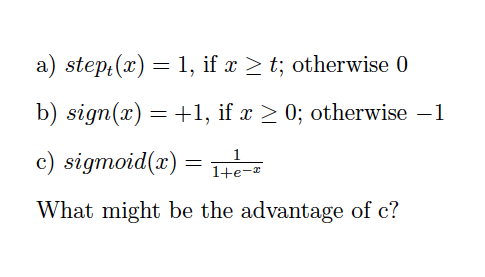 a) step_t(x) = 1, if x ≥ t; otherwise 0
b) sign(x) = +1, if x ≥ 0; otherwise −1
c) sigmoid(x) = 1/(1+e^{−x})
What might be the advantage of c?